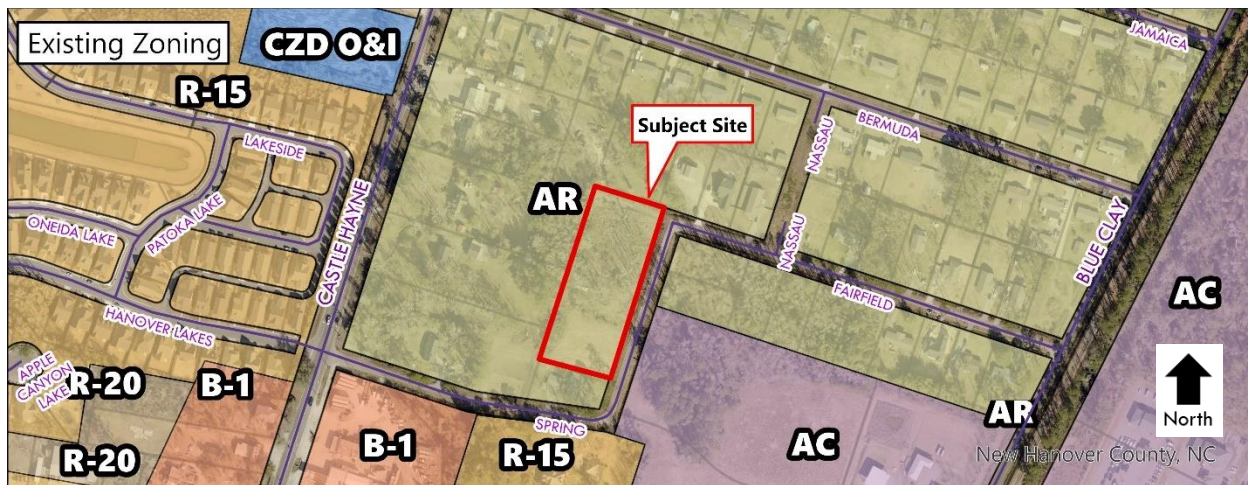 Existing Zoning
CZD O&I
JAMAICA
R-15
Subject Site
LAKESIDE
BERMUDA
NASSAU
AR
PATOKA LAKE
ONEIDA LAKE
CASTLE HAYNE
NASSAU
BLUE CLAY
FAIRFIELD
AC
HANOVER LAKES
APPLE
CANYON
LAKE
R-20
B-1
SPRING
AR
North
R-20
B-1
R-15
AC
New Hanover County, NC